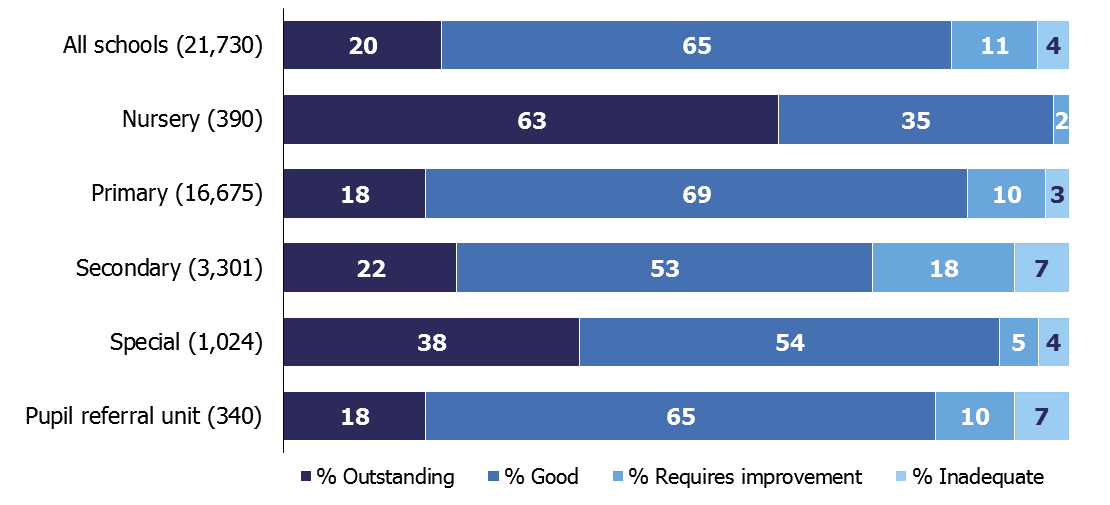 All schools (21,730) 20 65 11 4
Nursery (390) 63 35 2
Primary (16,675) 18 69 10 3
Secondary (3,301) 22 53 18 7
Special (1,024) 38 54 5 4
Pupil referral unit (340) 18 65 10 7
% Outstanding % Good % Requires improvement % Inadequate